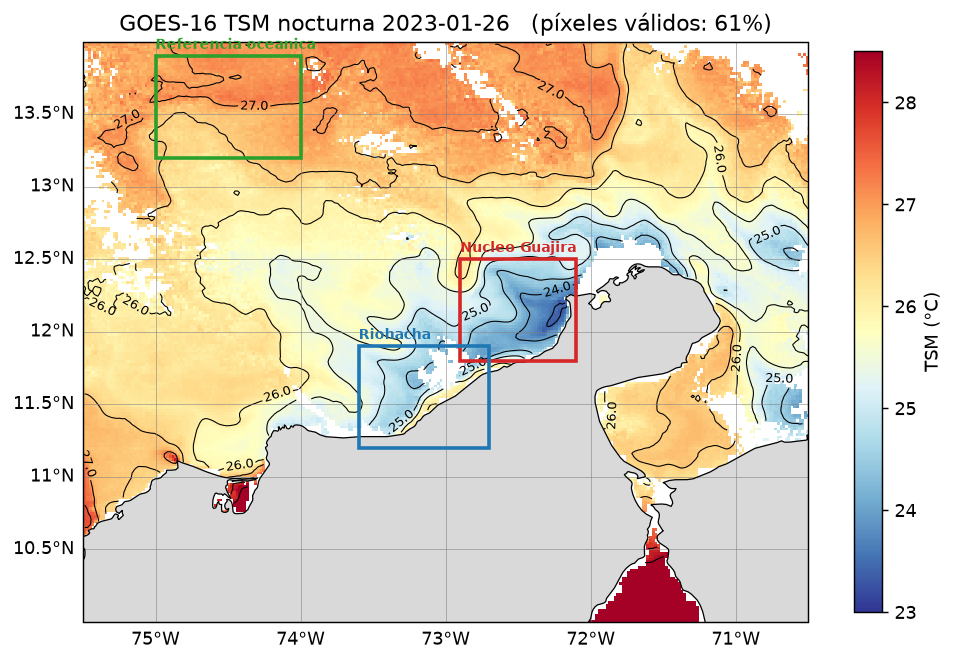 GOES-16 TSM nocturna 2023-01-26 (píxeles válidos: 61%)
Referencia oceanica
27.0
27.0
27.0
26.0
Nucleo Guajira
25.0
24.0
25.0
26.0
26.0
Riohacha
25.0
26.0
25.0
26.0
26.0
25.0
26.0
27.0
13.5°N
13°N
12.5°N
12°N
11.5°N
11°N
10.5°N
75°W
74°W
73°W
72°W
71°W
28
27
26
25
24
23
TSM (°C)